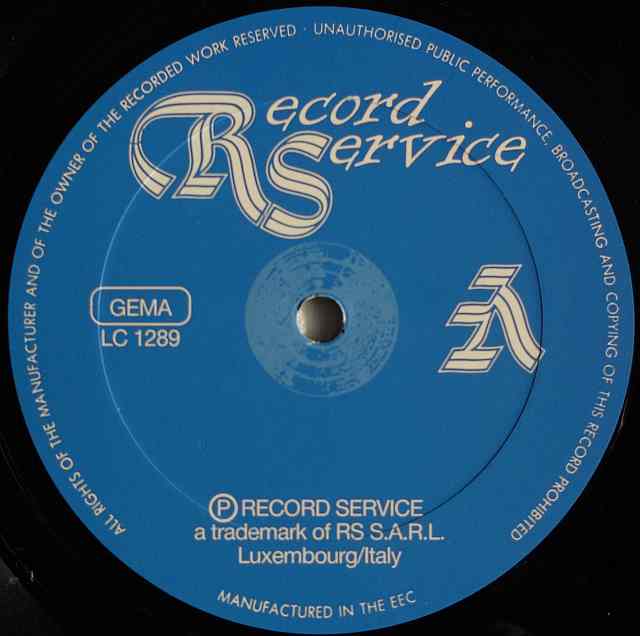 ALL RIGHTS OF THE MANUFACTURER AND OF THE OWNER OF THE RECORDED WORK RESERVED · UNAUTHORISED PUBLIC PERFORMANCE, BROADCASTING AND COPYING OF THIS RECORD PROHIBITED
Record
Service
GEMA
LC 1289
A
Ⓟ RECORD SERVICE
a trademark of RS S.A.R.L.
Luxembourg/Italy
MANUFACTURED IN THE EEC